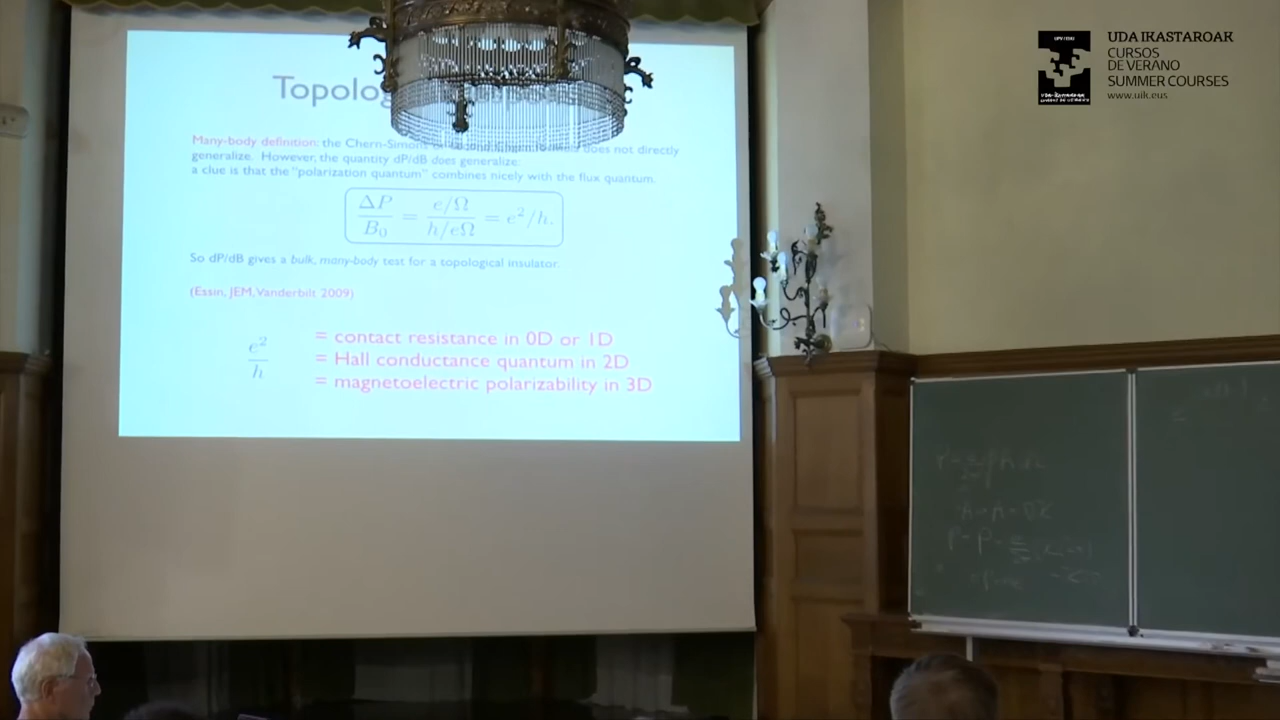 Topolog
Many-body definition: the Chern-Simons does not directly
generalize. However, the quantity dP/dB does generalize:
a clue is that the "polarization quantum" combines nicely with the flux quantum.
ΔP/B₀ = e/Ω / h/eΩ = e²/h.
So dP/dB gives a bulk, many-body test for a topological insulator.
(Essin, JEM, Vanderbilt 2009)
e²/h
= contact resistance in 0D or 1D
= Hall conductance quantum in 2D
= magnetoelectric polarizability in 3D
UDA IKASTAROAK
CURSOS
DE VERANO
SUMMER COURSES
www.uik.eus